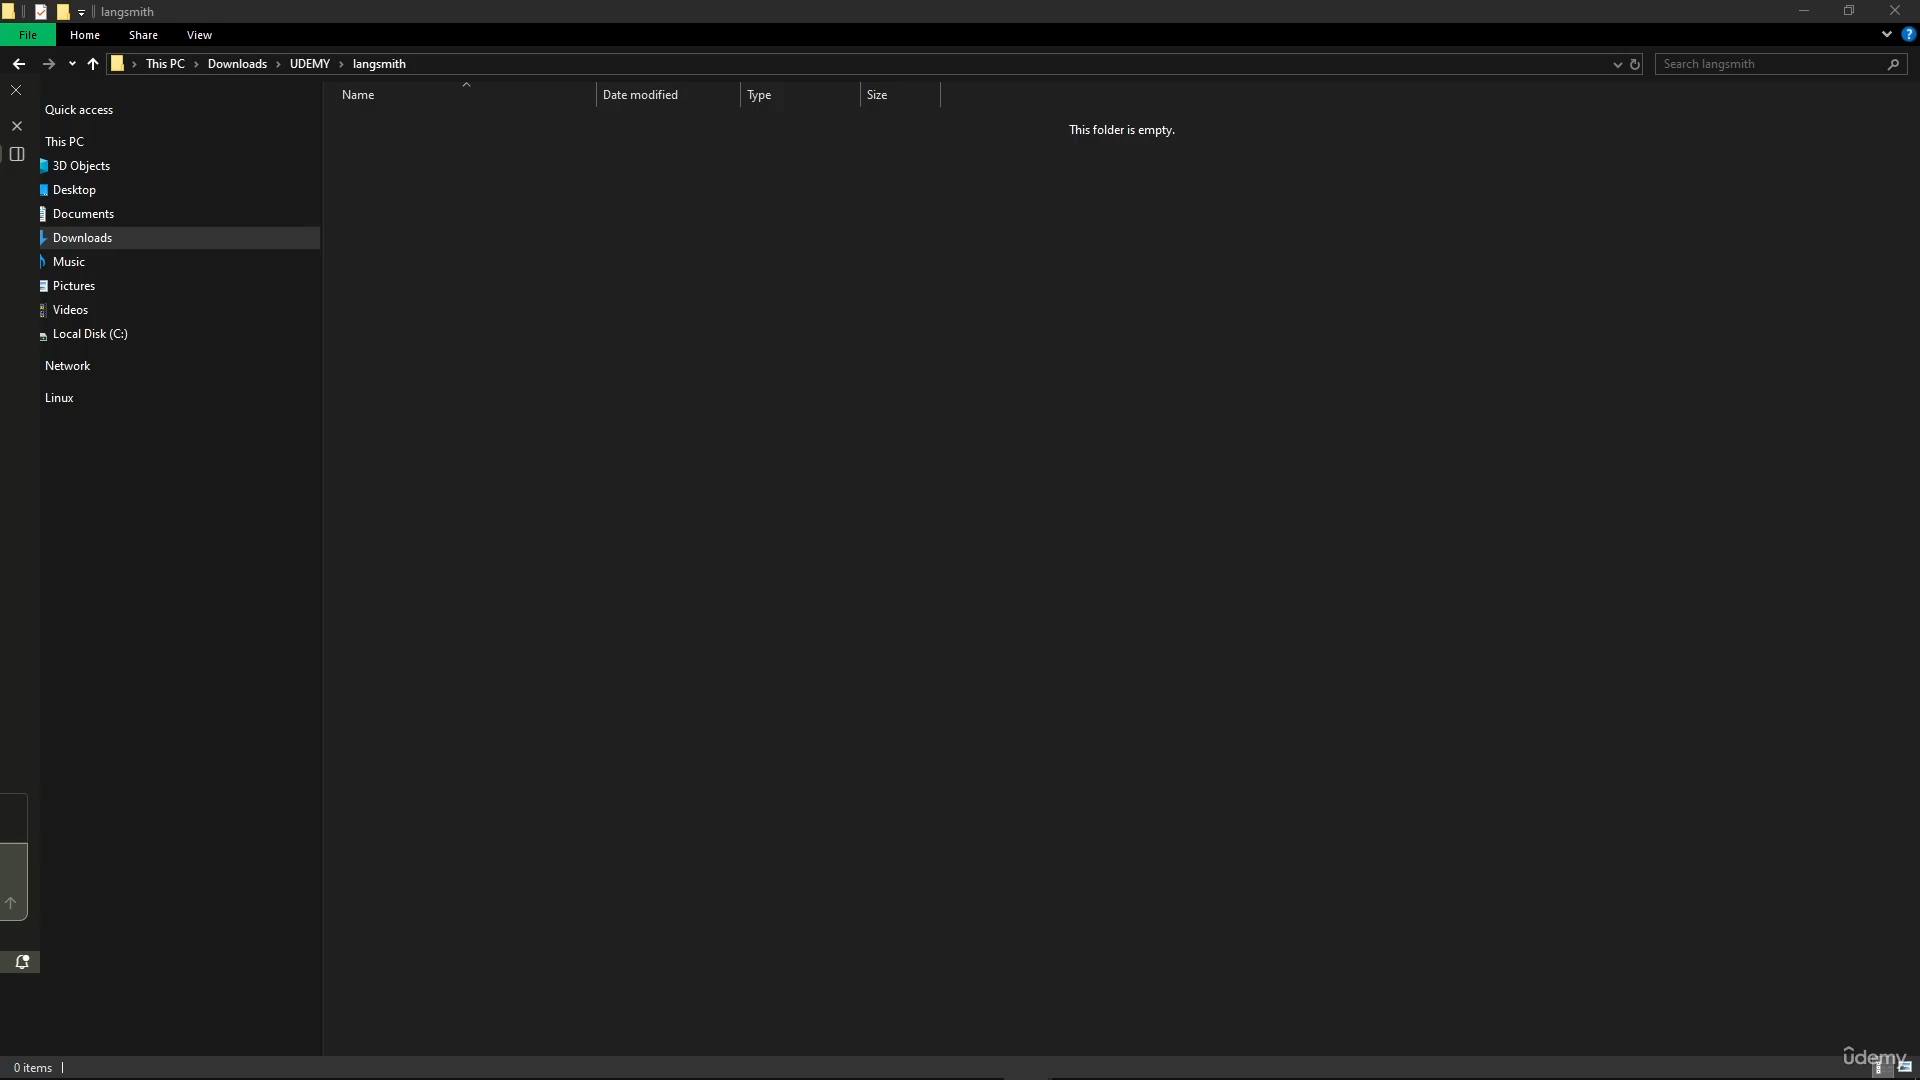 langsmith
File Home Share View
This PC Downloads UDEMY langsmith
Search langsmith
Name Date modified Type Size
Quick access
This folder is empty.
This PC
3D Objects
Desktop
Documents
Downloads
Music
Pictures
Videos
Local Disk (C:)
Network
Linux
udemy
0 items